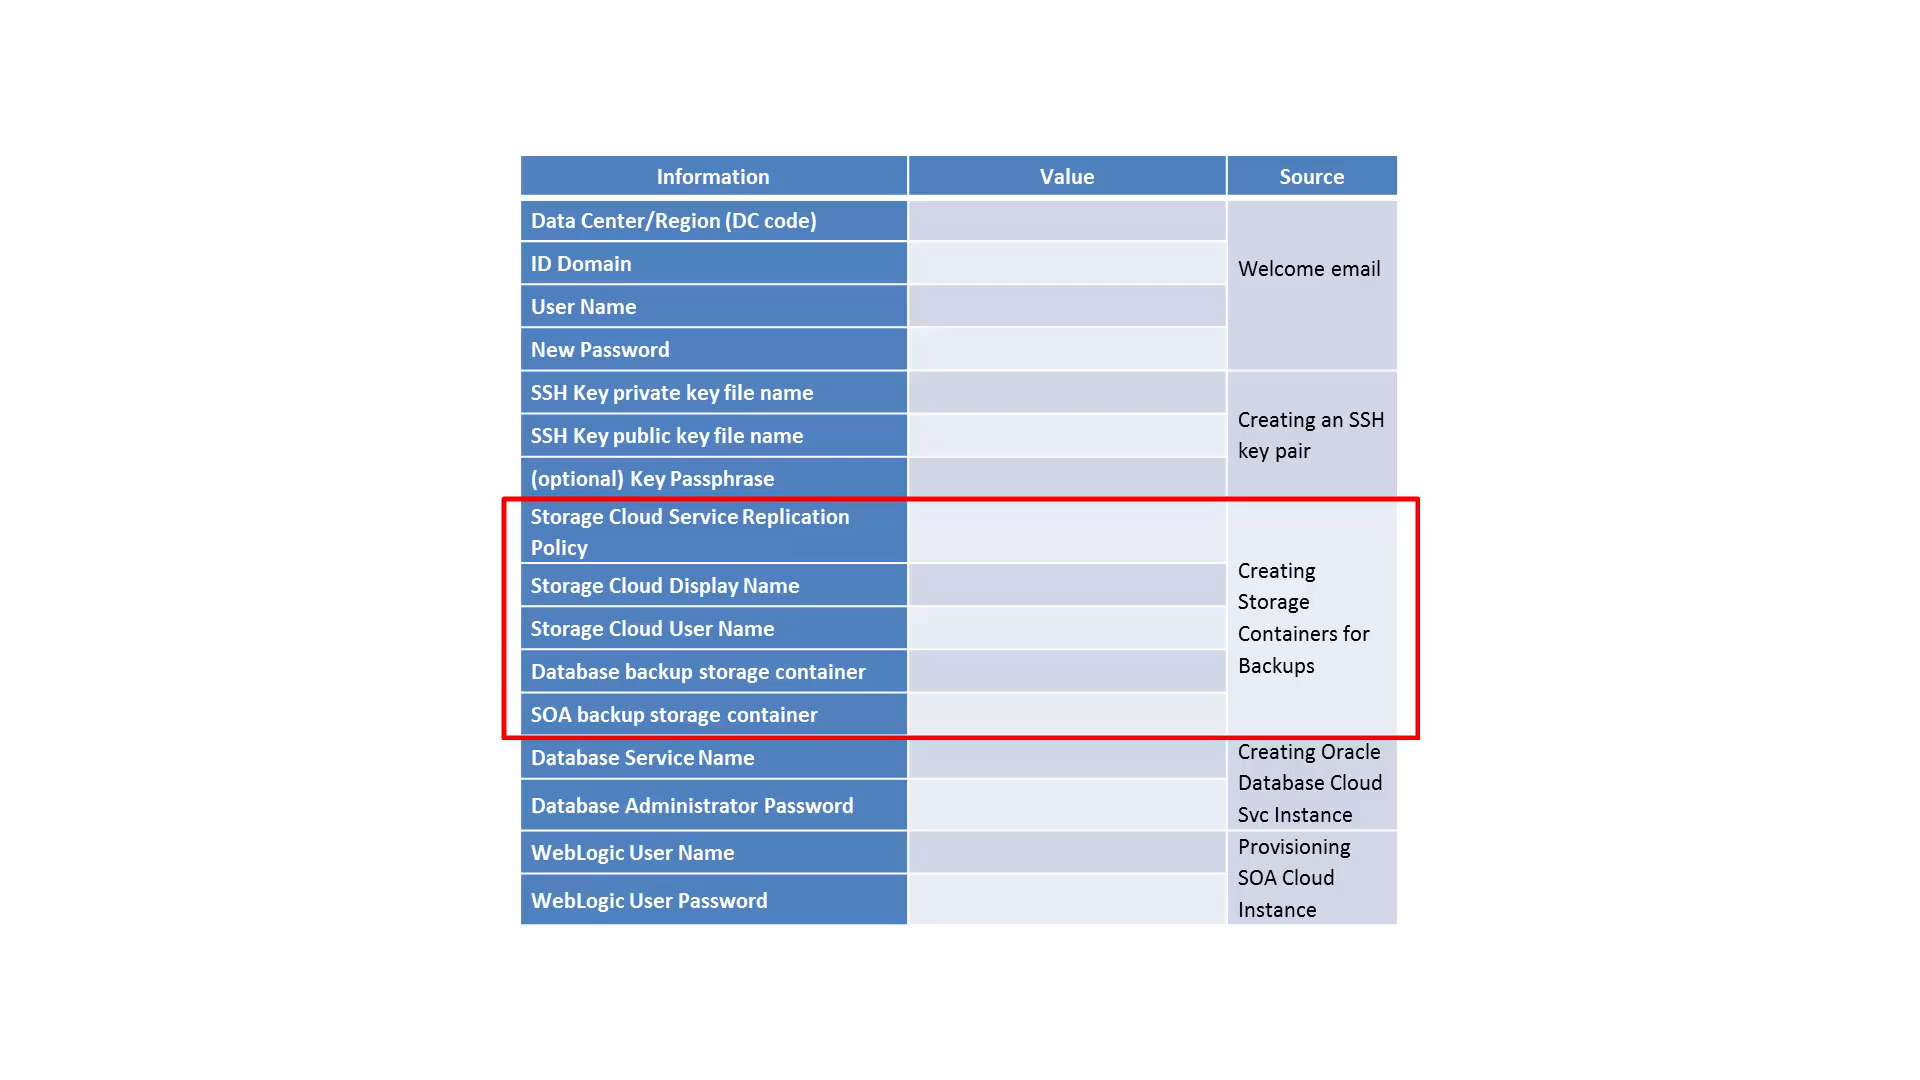 Information Value Source
Data Center/Region (DC code)
ID Domain
Welcome email
User Name
New Password
SSH Key private key file name
SSH Key public key file name
Creating an SSH
key pair
(optional) Key Passphrase
Storage Cloud Service Replication
Policy
Storage Cloud Display Name
Storage Cloud User Name
Database backup storage container
SOA backup storage container
Creating
Storage
Containers for
Backups
Database Service Name
Database Administrator Password
Creating Oracle
Database Cloud
Svc Instance
WebLogic User Name
WebLogic User Password
Provisioning
SOA Cloud
Instance